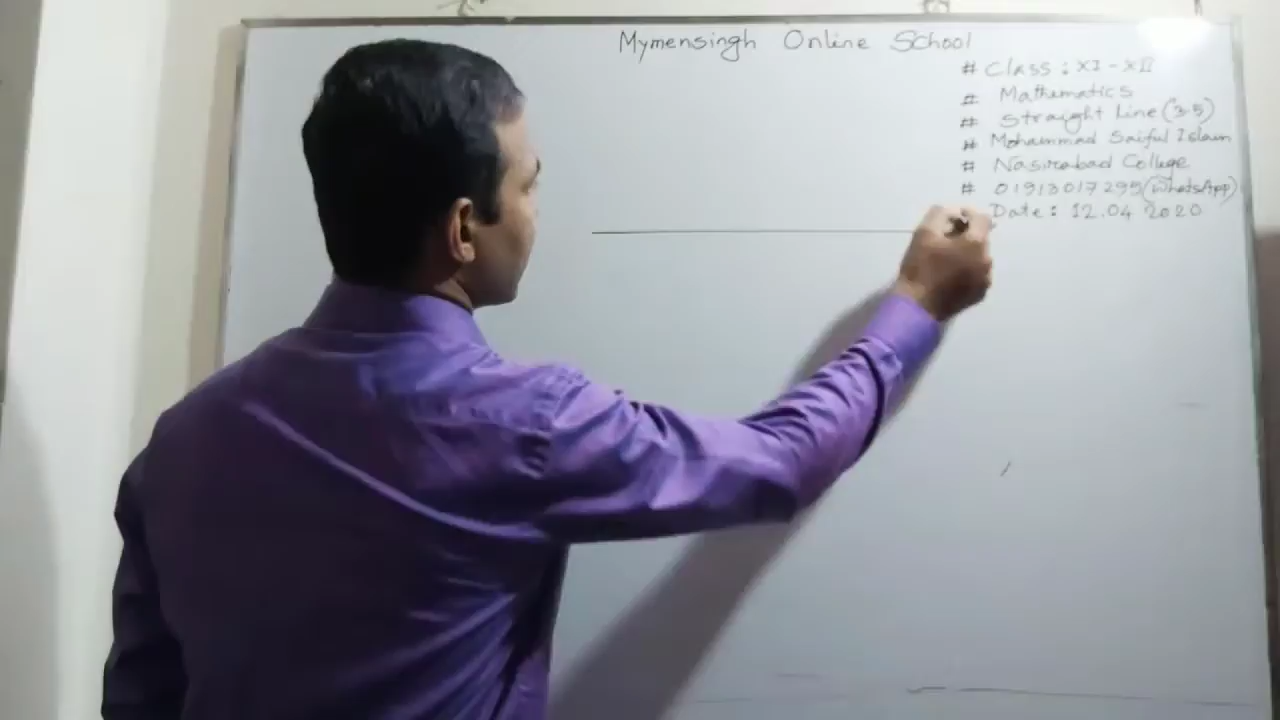 Mymensingh Online School
# Class : XI - XII
# Mathematics
# Straight Line (3.5)
# Mohammad Saiful Islam
# Nasirabad College
# 01913017295 (WhatsApp)
Date : 12.04 2020